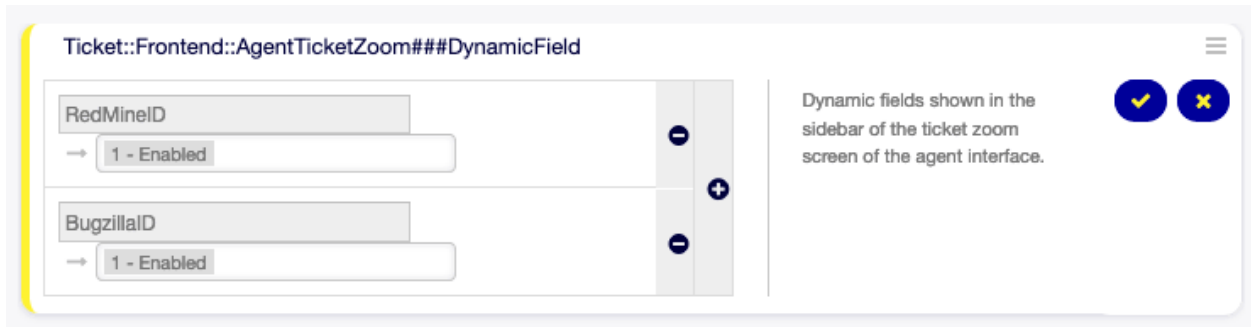 Ticket::Frontend::AgentTicketZoom###DynamicField
RedMineID
1 - Enabled
BugzillaID
1 - Enabled
Dynamic fields shown in the
sidebar of the ticket zoom
screen of the agent interface.